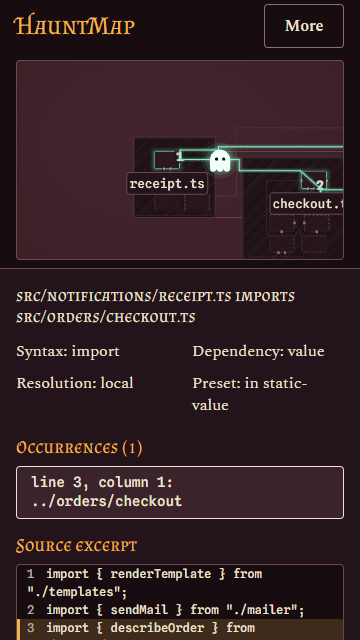 HauntMap
More
1
receipt.ts
2
checkout.t
src/notifications/receipt.ts imports
src/orders/checkout.ts
Syntax: import
Dependency: value
Resolution: local
Preset: in static-
value
Occurrences (1)
line 3, column 1:
../orders/checkout
Source excerpt
1 import { renderTemplate } from
"./templates";
2 import { sendMail } from "./mailer";
3 import { describeOrder } from